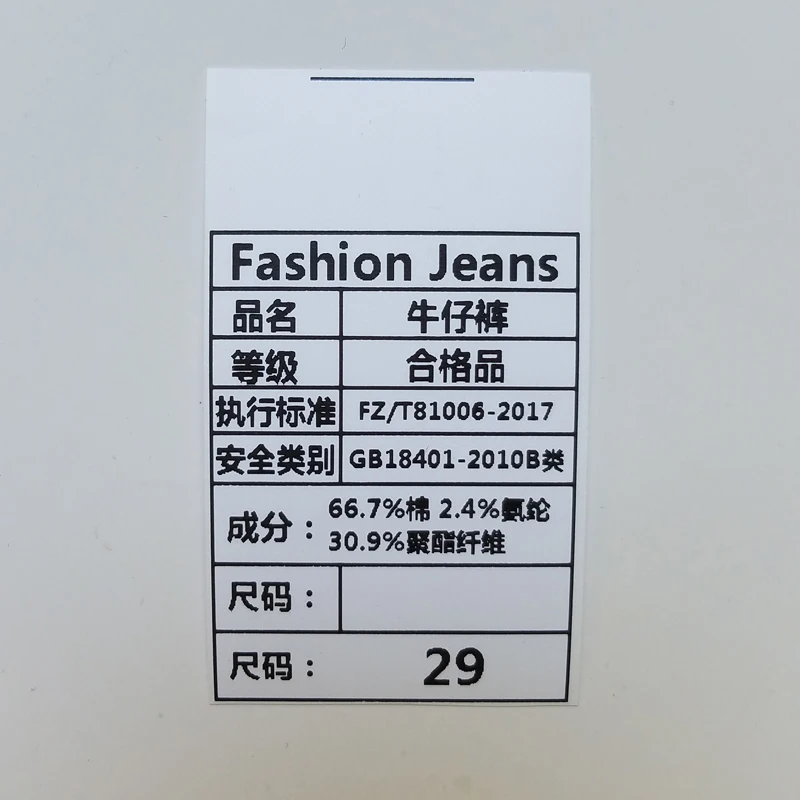 Fashion Jeans
品名 牛仔裤
等级 合格品
执行标准 FZ/T81006-2017
安全类别 GB18401-2010B类
成分： 66.7%棉 2.4%氨纶
30.9%聚酯纤维
尺码：
尺码： 29